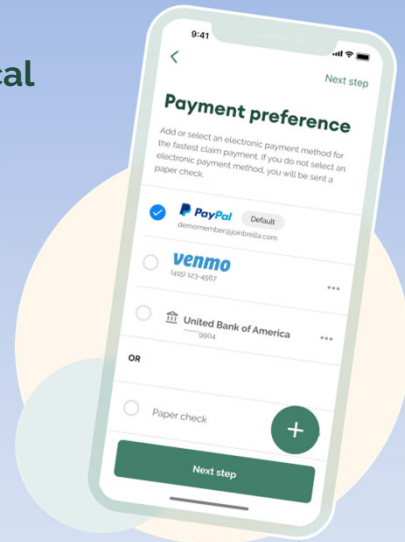 9:41
Next step
Payment preference
Add or select an electronic payment method for
the fastest claim payment. If you do not select an
electronic payment method, you will be sent a
paper check.
PayPal Default
demomember@joinbrella.com
venmo
(415) 123-4567
United Bank of America
******9904
OR
Paper check
Next step